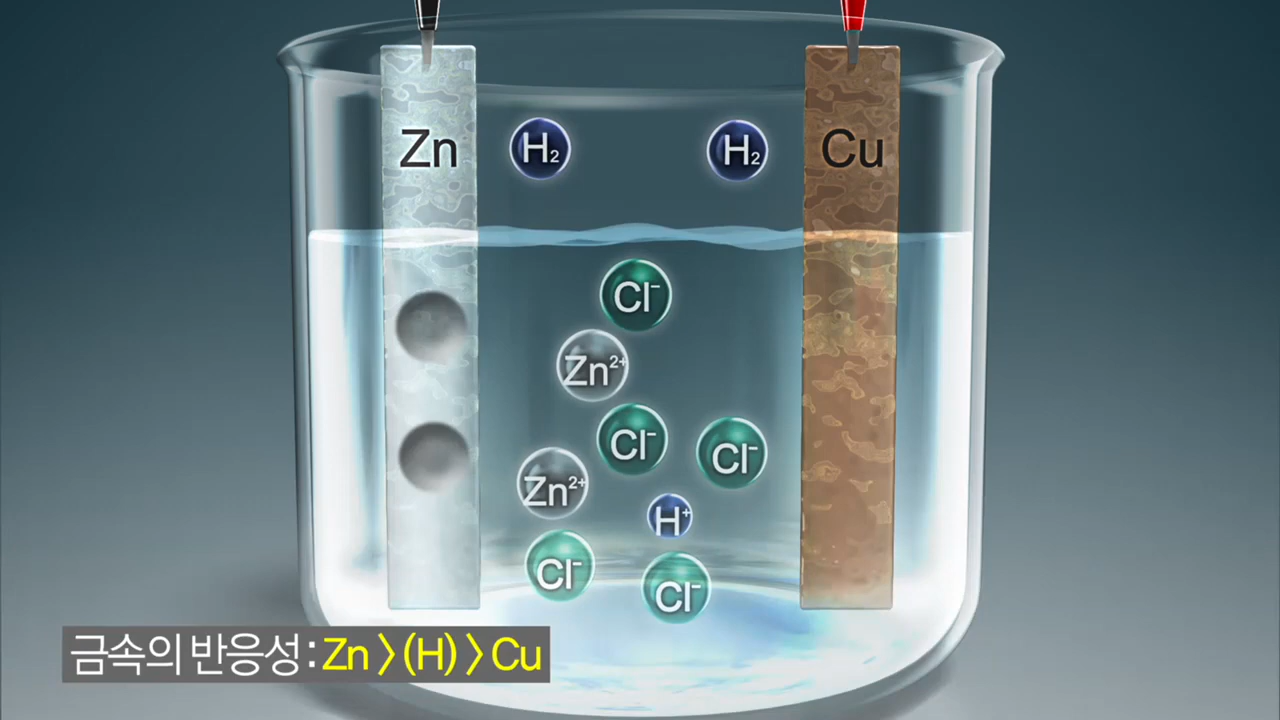 Zn H₂ H₂ Cu
Cl⁻
Zn²⁺
Cl⁻ Cl⁻
Zn²⁺
H⁺
Cl⁻ Cl⁻
금속의 반응성 : Zn > (H) > Cu